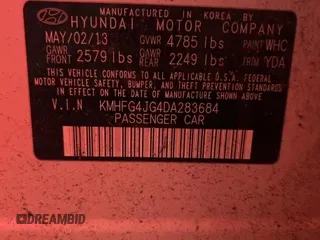 MANUFACTURED IN KOREA BY
HYUNDAI MOTOR COMPANY
MAY/02/13 GVWR 4785 lbs PAINT WHC
GAWR FRONT 2579 lbs GAWR REAR 2249 lbs TRIM YDA
THIS VEHICLE CONFORMS TO ALL APPLICABLE U.S.
FEDERAL MOTOR VEHICLE SAFETY, BUMPER, AND THEFT
PREVENTION STANDARDS IN EFFECT ON THE DATE OF
MANUFACTURE SHOWN ABOVE.
V.I.N KMHFG4JG4DA283684
PASSENGER CAR
DREAMBID